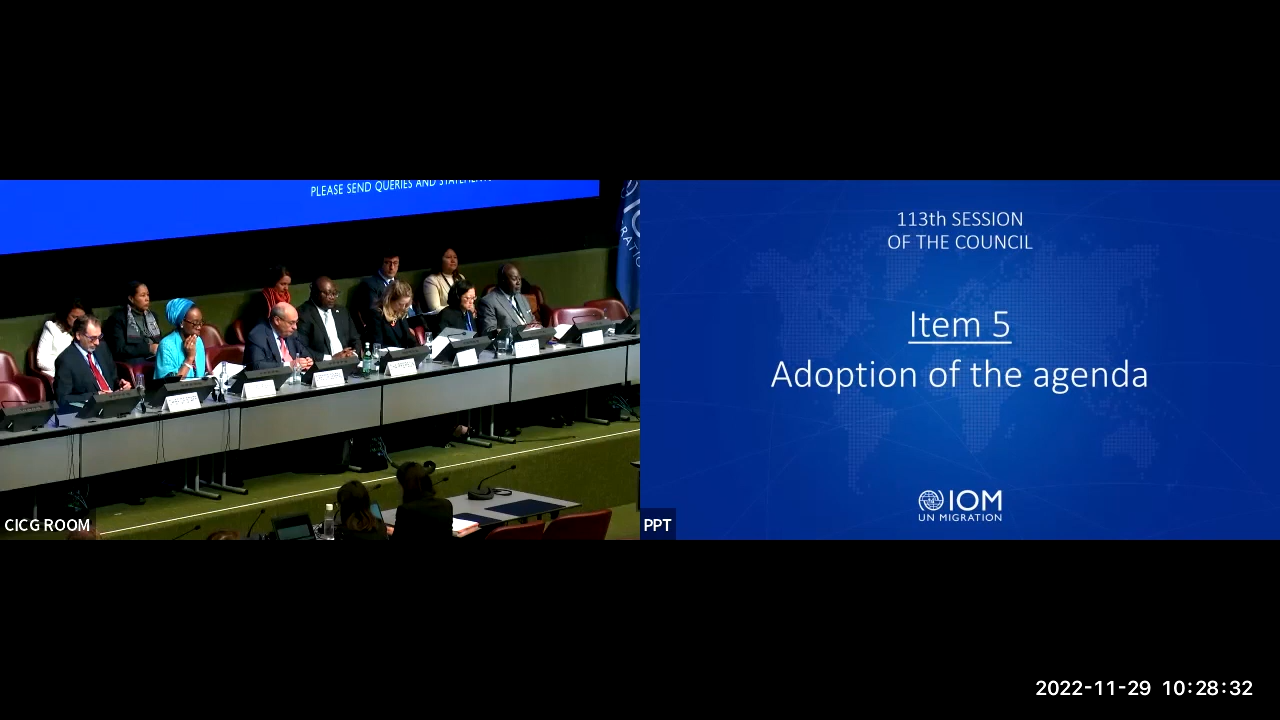 PLEASE SEND QUERIES AND STATEMENTS
CICG ROOM
113th SESSION
OF THE COUNCIL
Item 5
Adoption of the agenda
IOM
UN MIGRATION
PPT
2022-11-29 10:28:32